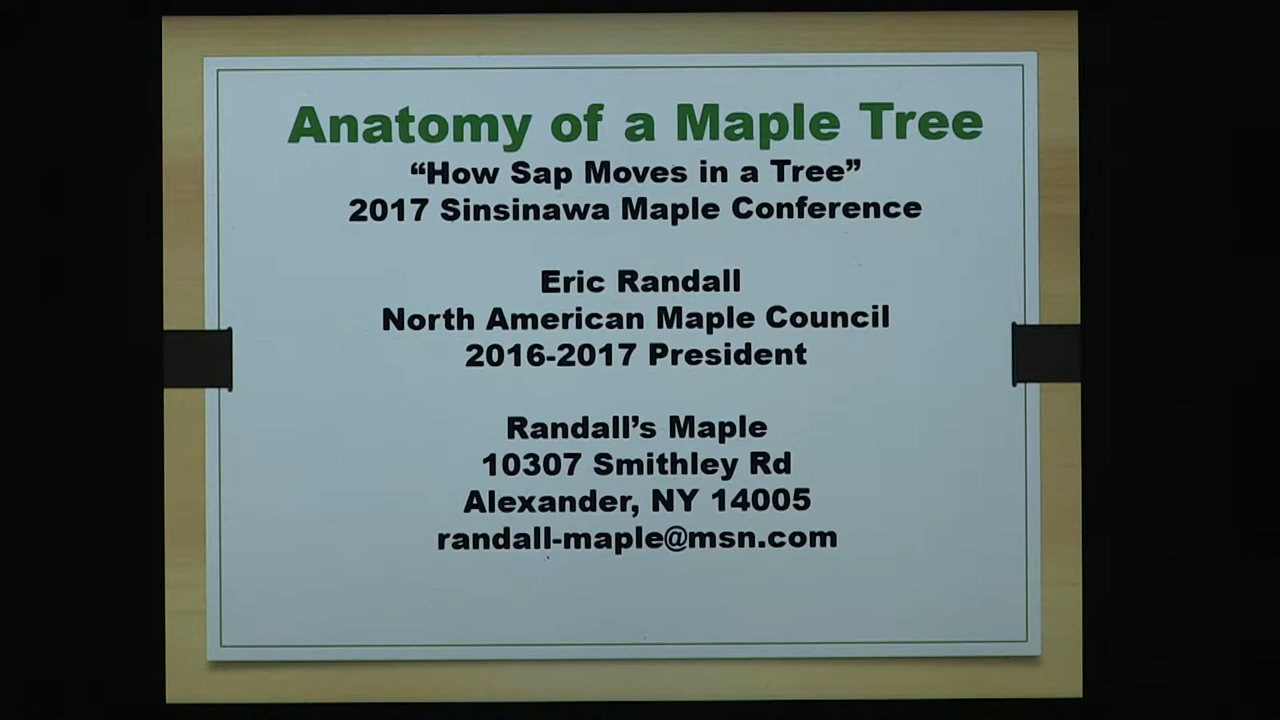 Anatomy of a Maple Tree
“How Sap Moves in a Tree”
2017 Sinsinawa Maple Conference
Eric Randall
North American Maple Council
2016-2017 President
Randall’s Maple
10307 Smithley Rd
Alexander, NY 14005
randall-maple@msn.com